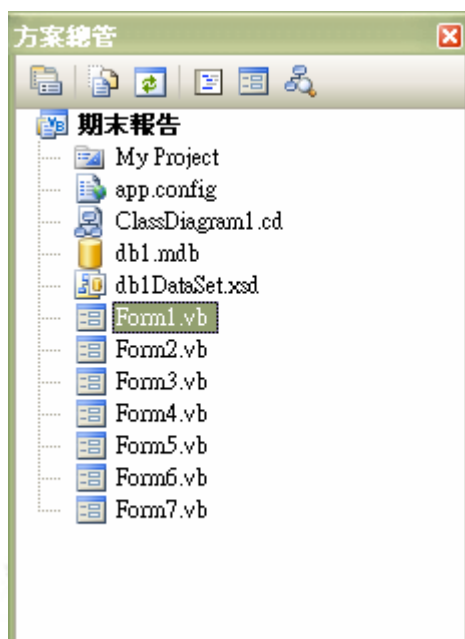 方案總管
期末報告
My Project
app.config
ClassDiagram1.cd
db1.mdb
db1DataSet.xsd
Form1.vb
Form2.vb
Form3.vb
Form4.vb
Form5.vb
Form6.vb
Form7.vb